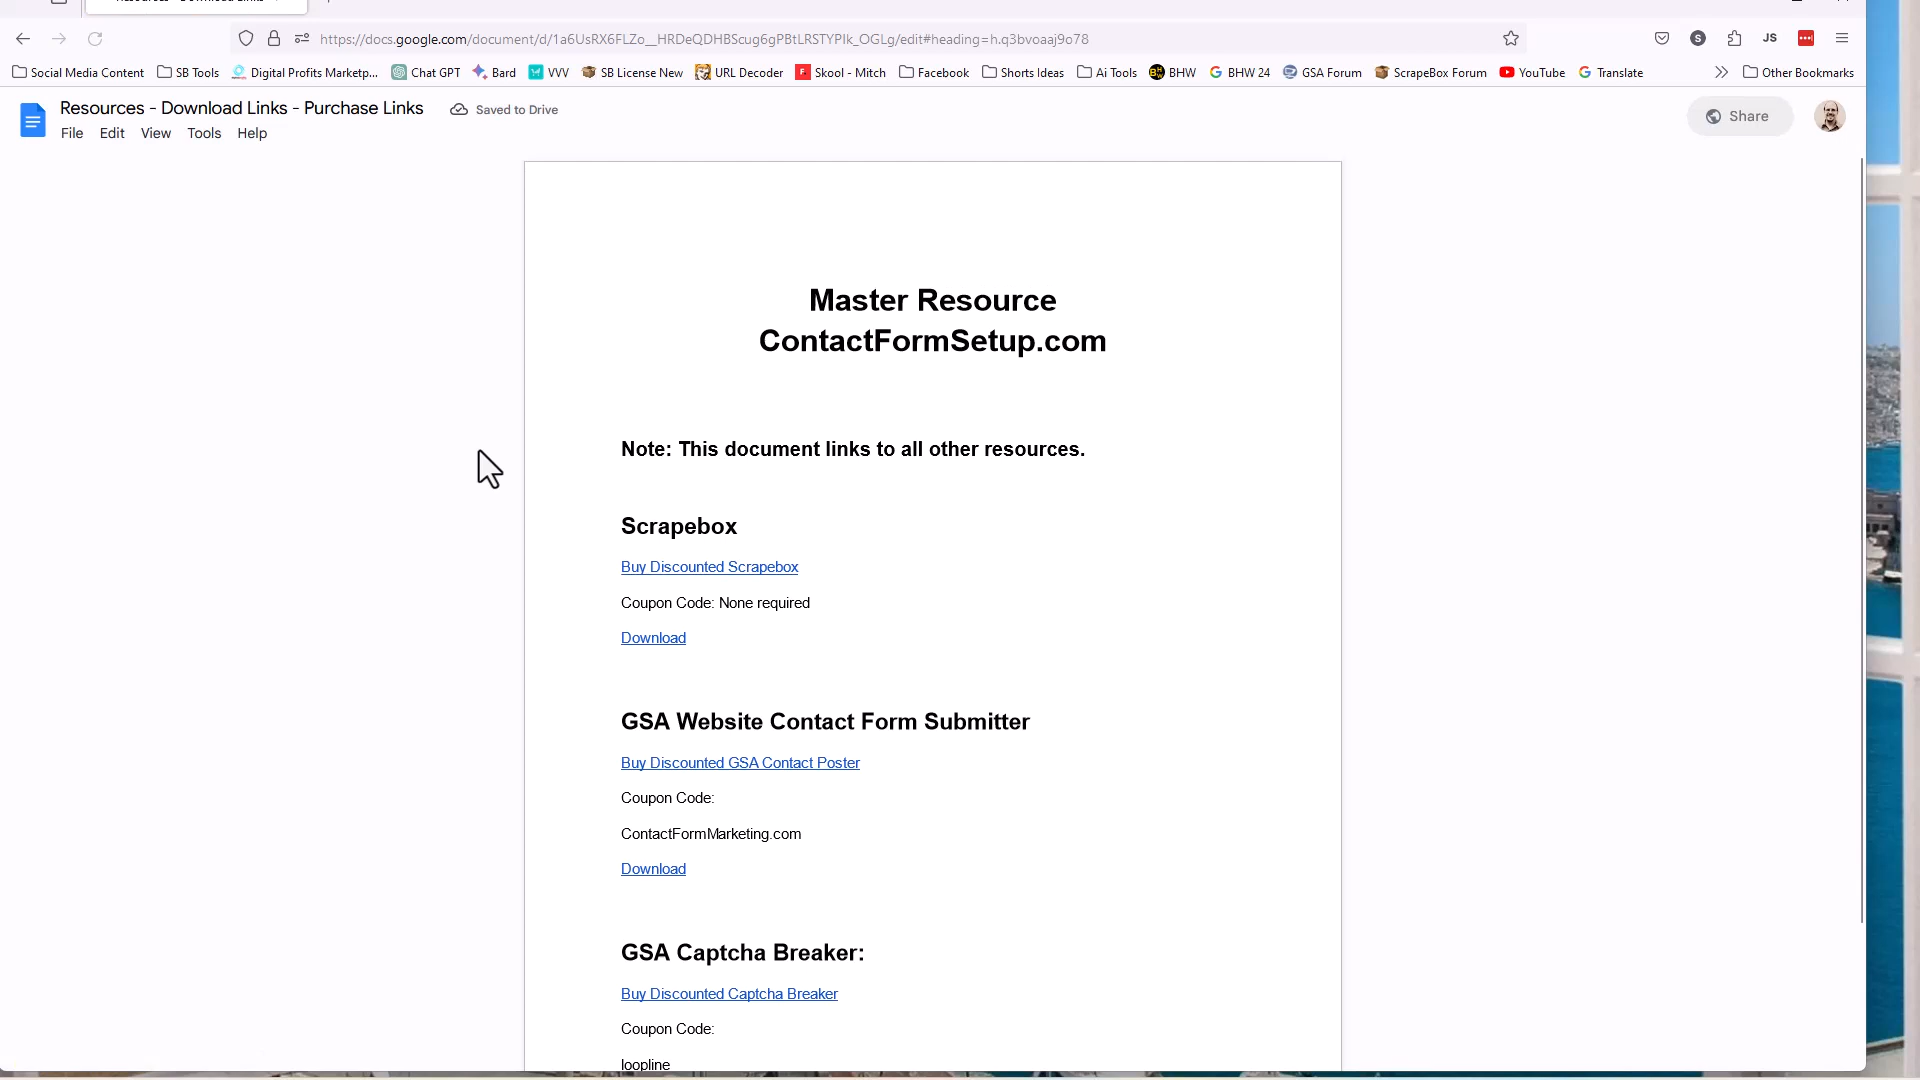 https://docs.google.com/document/d/1a6UsRX6FLZo__HRDeQDHBScug6gPBtLRSTYPIk_OGLg/edit#heading=h.q3bvoaaj9o78
S
JS
Social Media Content
SB Tools
Digital Profits Marketp...
Chat GPT
Bard
VVV
SB License New
URL Decoder
Skool - Mitch
Facebook
Shorts Ideas
Ai Tools
BHW
BHW 24
GSA Forum
ScrapeBox Forum
YouTube
Translate
Other Bookmarks
Resources - Download Links - Purchase Links
Saved to Drive
Share
File Edit View Tools Help
Master Resource
ContactFormSetup.com
Note: This document links to all other resources.
Scrapebox
Buy Discounted Scrapebox
Coupon Code: None required
Download
GSA Website Contact Form Submitter
Buy Discounted GSA Contact Poster
Coupon Code:
ContactFormMarketing.com
Download
GSA Captcha Breaker:
Buy Discounted Captcha Breaker
Coupon Code:
loopline